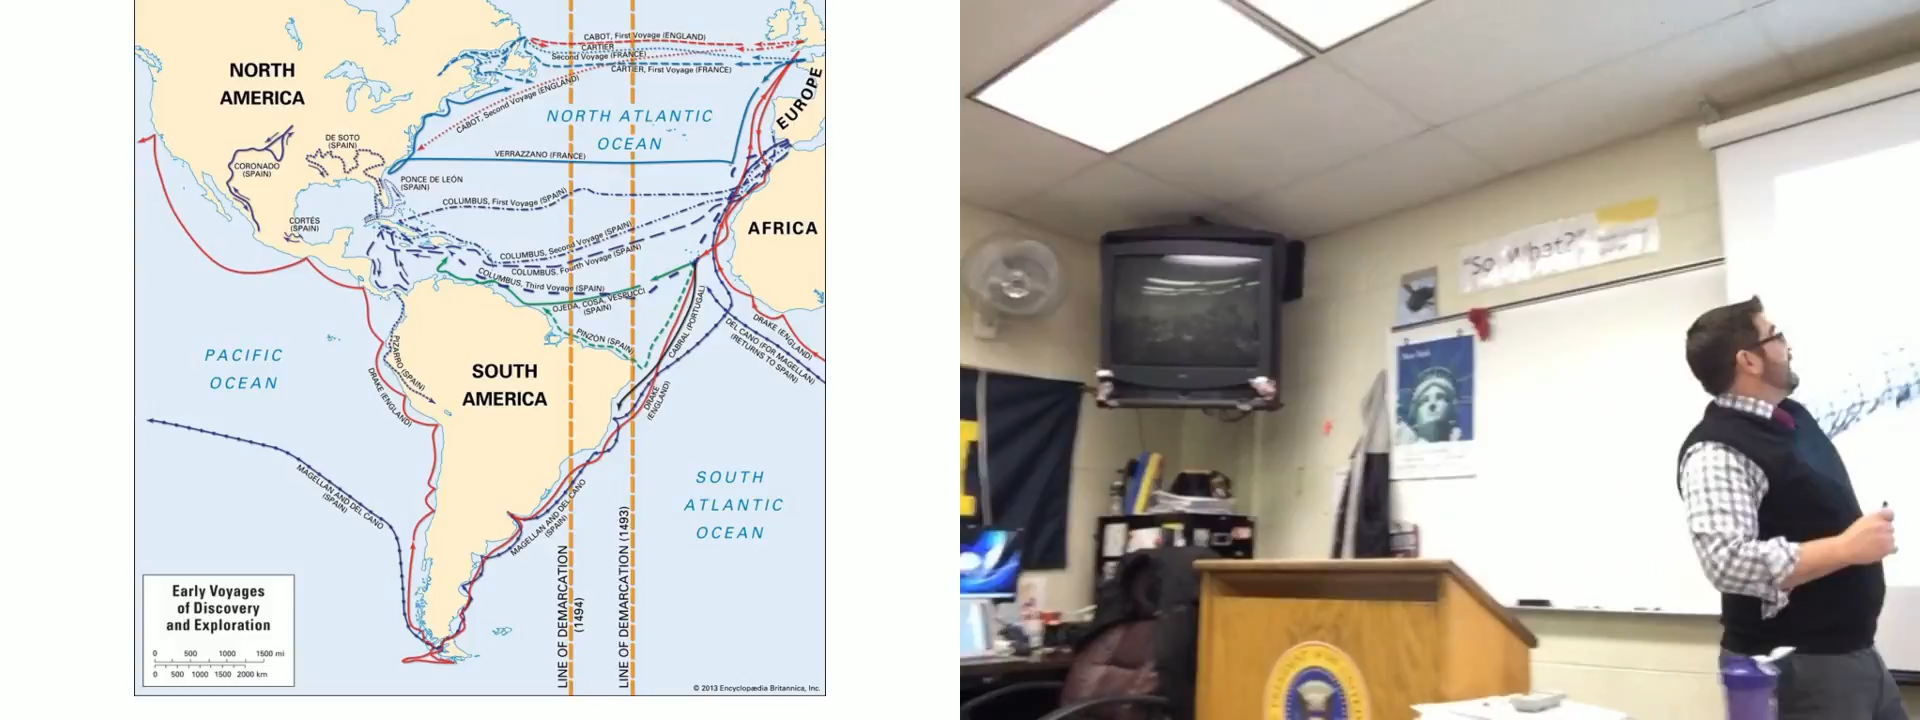 CABOT, First Voyage (ENGLAND)
CARTIER
Second Voyage (FRANCE)
CARTIER, First Voyage (FRANCE)
CABOT, Second Voyage (ENGLAND)
NORTH
AMERICA
EUROPE
NORTH ATLANTIC
OCEAN
DE SOTO
(SPAIN)
VERRAZZANO (FRANCE)
CORONADO
(SPAIN)
PONCE DE LEÓN
(SPAIN)
COLUMBUS, First Voyage (SPAIN)
CORTÉS
(SPAIN)
AFRICA
COLUMBUS, Second Voyage (SPAIN)
COLUMBUS, Fourth Voyage (SPAIN)
COLUMBUS, Third Voyage (SPAIN)
OJEDA, COSA, VESPUCCI
(SPAIN)
PINZÓN (SPAIN)
CABRAL (PORTUGAL)
DRAKE (ENGLAND)
DEL CANO (FOR MAGELLAN)
(RETURNS TO SPAIN)
PACIFIC
OCEAN
PIZARRO (SPAIN)
SOUTH
AMERICA
DRAKE (ENGLAND)
DRAKE
(ENGLAND)
MAGELLAN AND DEL CANO
(SPAIN)
MAGELLAN AND DEL CANO
(SPAIN)
SOUTH
ATLANTIC
OCEAN
LINE OF DEMARCATION
(1494)
LINE OF DEMARCATION (1493)
Early Voyages
of Discovery
and Exploration
0 500 1000 1500 mi
0 500 1000 1500 2000 km
© 2013 Encyclopædia Britannica, Inc.
"So What?"
New York